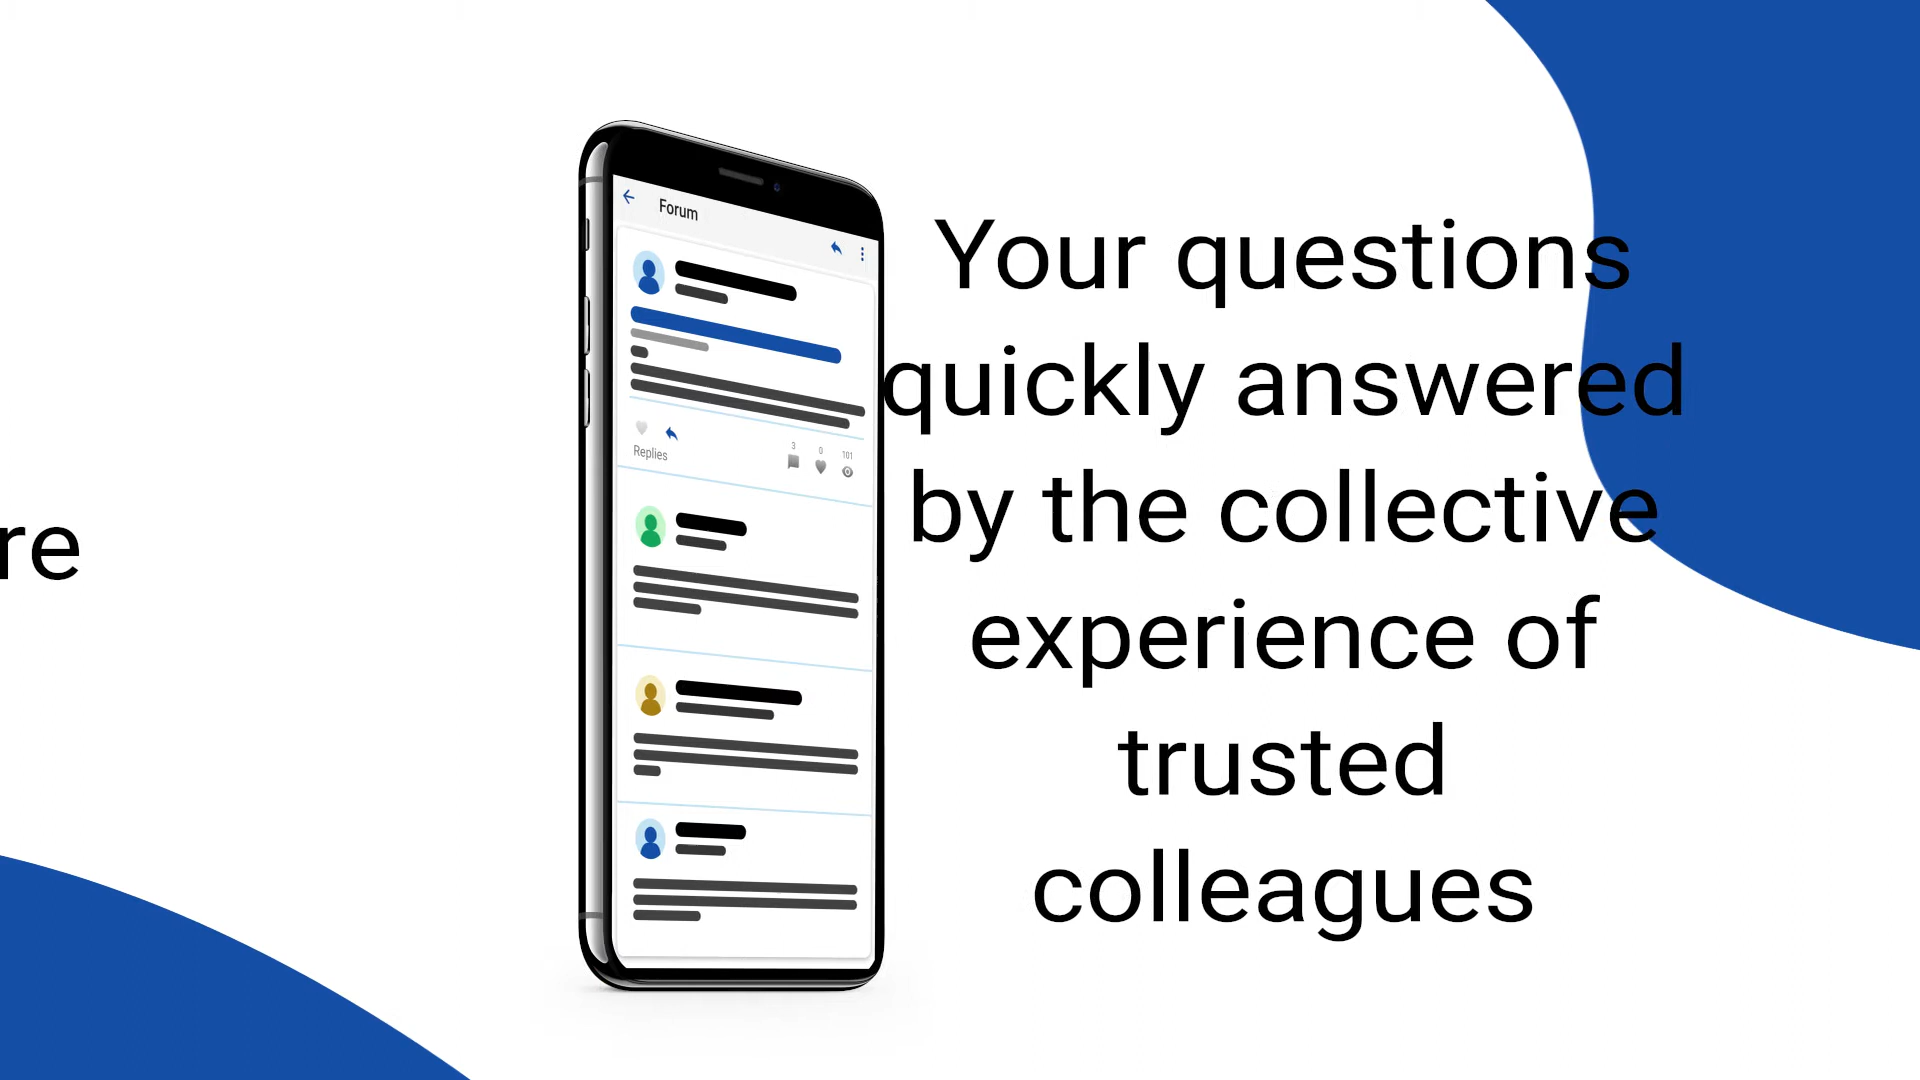 Forum
3 0 101
Replies
re
Your questions
quickly answered
by the collective
experience of
trusted
colleagues